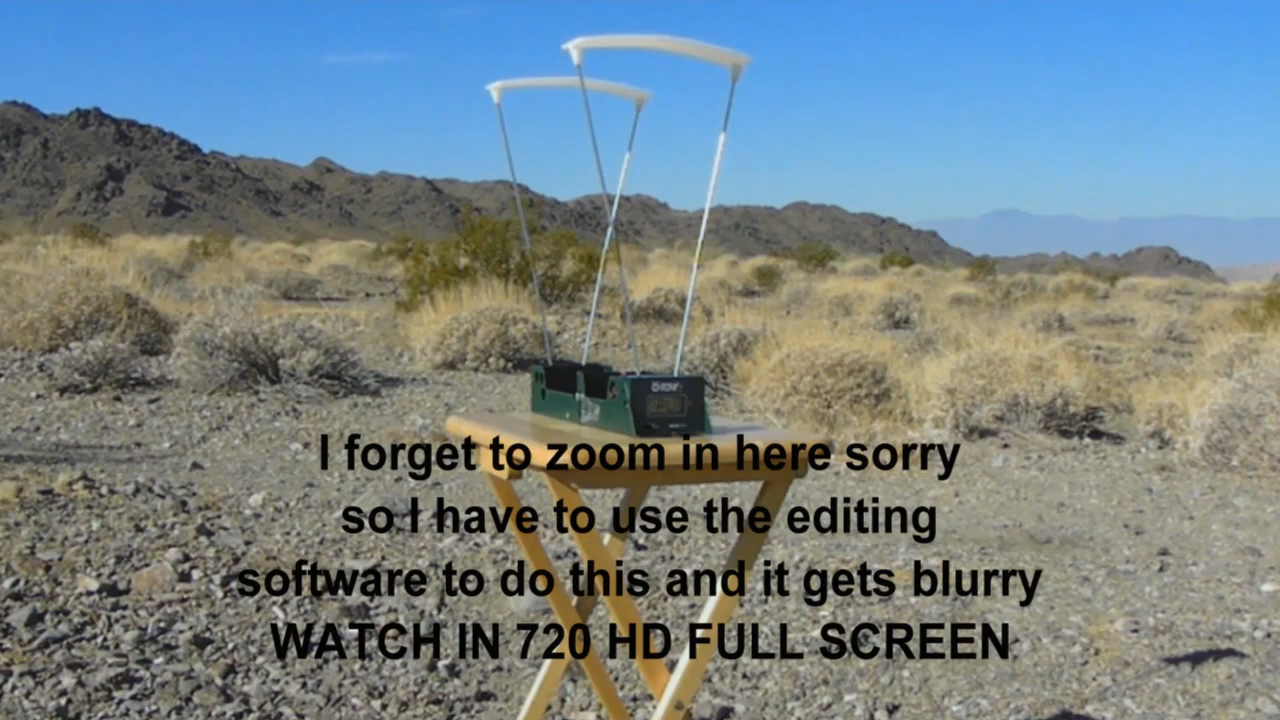 I forget to zoom in here sorry
so I have to use the editing
software to do this and it gets blurry
WATCH IN 720 HD FULL SCREEN